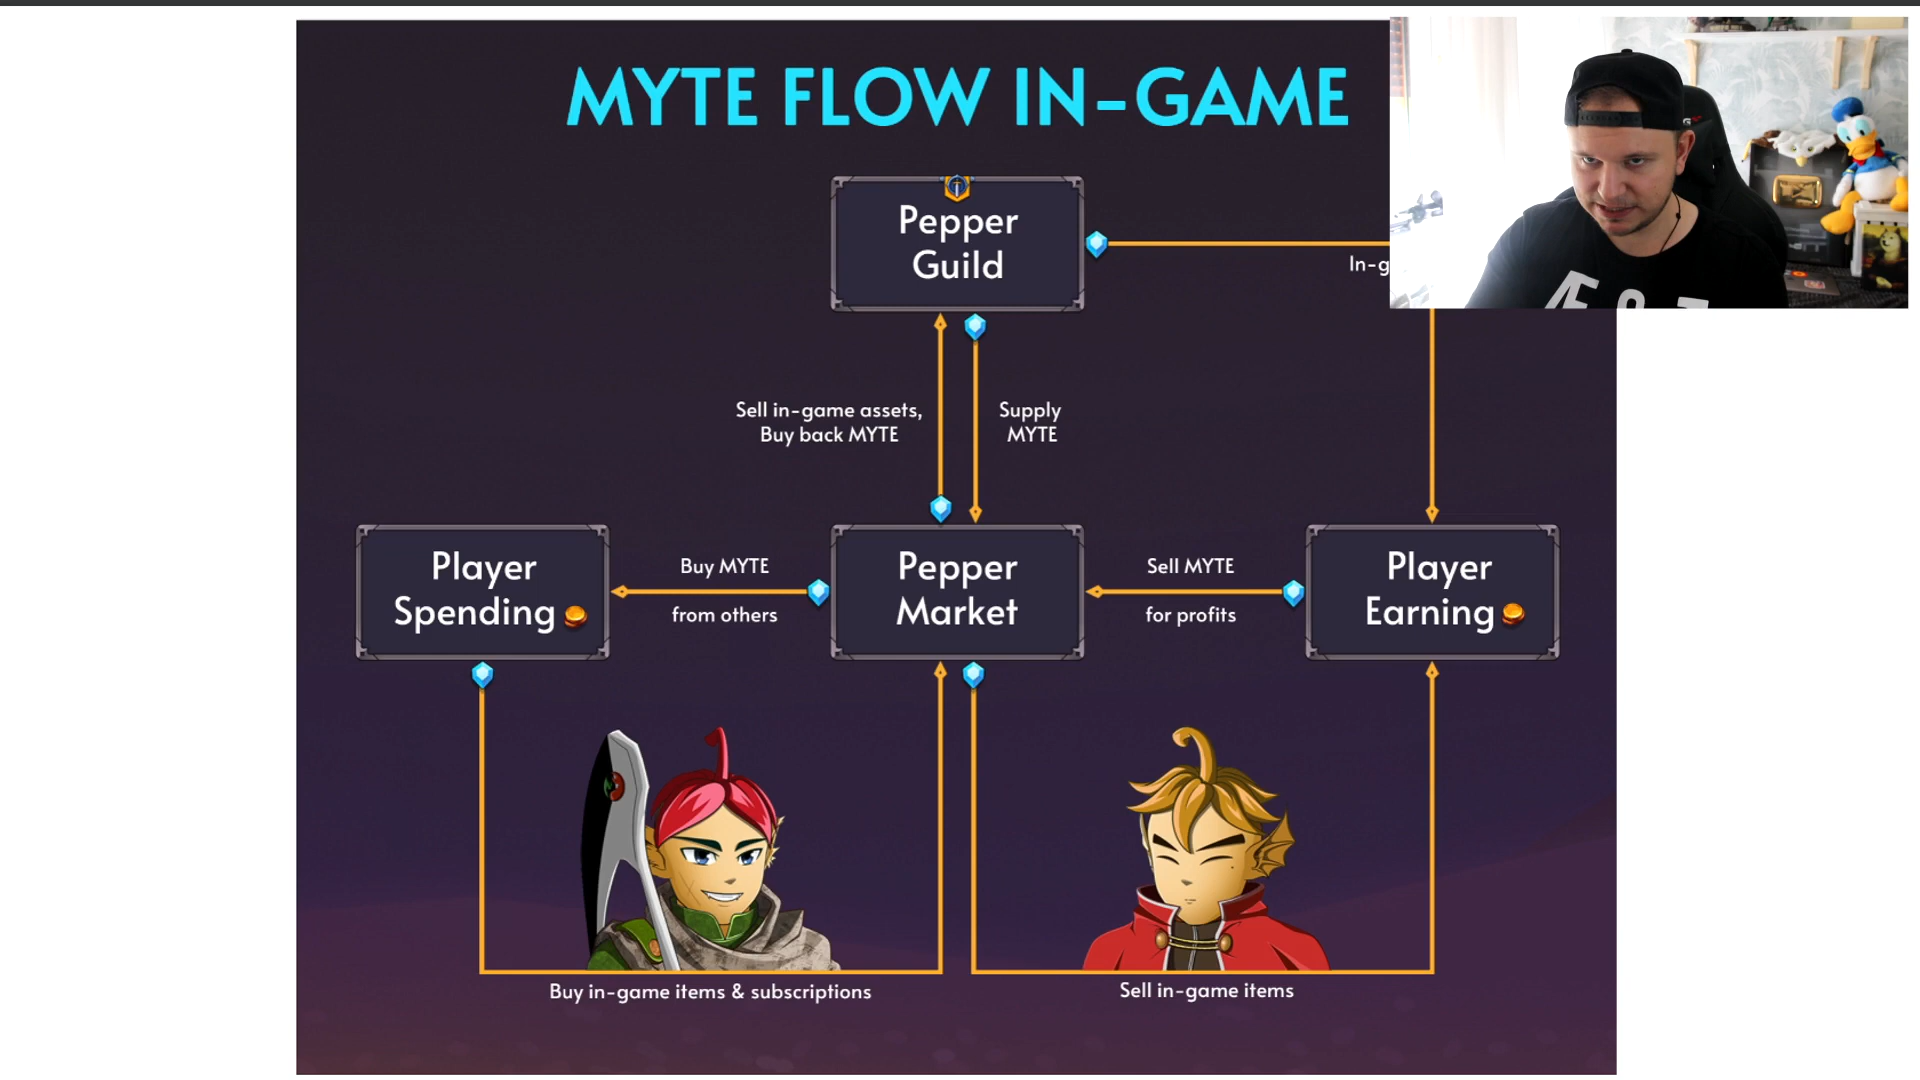 MYTE FLOW IN-GAME
Pepper
Guild
In-g
Sell in-game assets,
Buy back MYTE
Supply
MYTE
Player
Spending
Buy MYTE
from others
Pepper
Market
Sell MYTE
for profits
Player
Earning
Buy in-game items & subscriptions
Sell in-game items